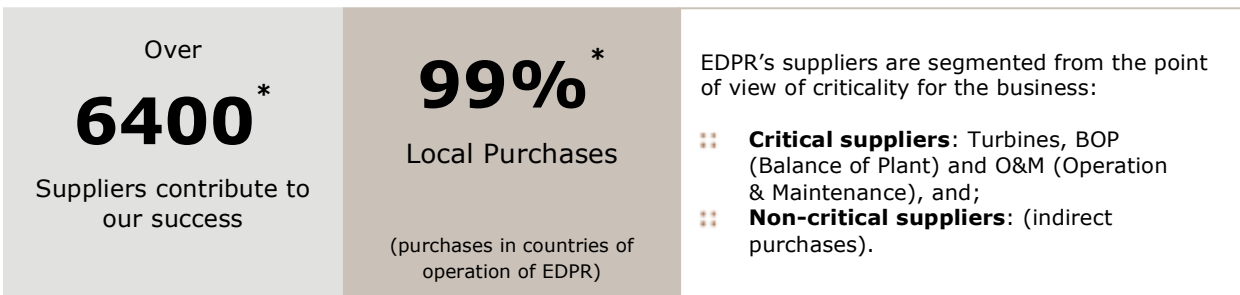 Over
6400*
Suppliers contribute to
our success
99%*
Local Purchases
(purchases in countries of
operation of EDPR)
EDPR’s suppliers are segmented from the point
of view of criticality for the business:
Critical suppliers: Turbines, BOP
(Balance of Plant) and O&M (Operation
& Maintenance), and;
Non-critical suppliers: (indirect
purchases).